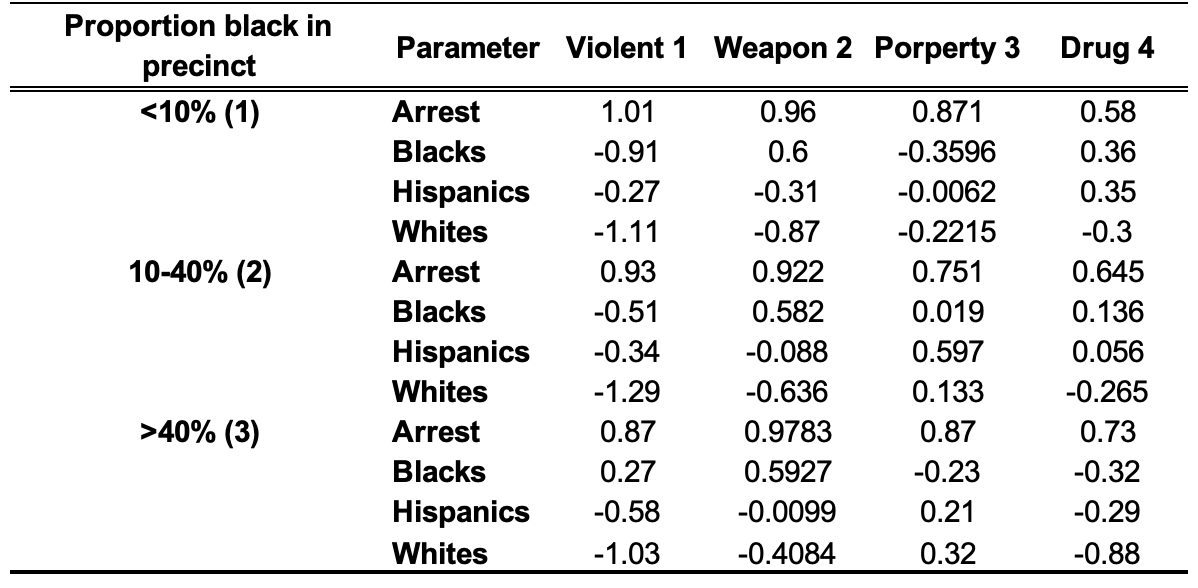 Proportion black in precinct Parameter Violent 1 Weapon 2 Porperty 3 Drug 4
<10% (1) Arrest 1.01 0.96 0.871 0.58
Blacks -0.91 0.6 -0.3596 0.36
Hispanics -0.27 -0.31 -0.0062 0.35
Whites -1.11 -0.87 -0.2215 -0.3
10-40% (2) Arrest 0.93 0.922 0.751 0.645
Blacks -0.51 0.582 0.019 0.136
Hispanics -0.34 -0.088 0.597 0.056
Whites -1.29 -0.636 0.133 -0.265
>40% (3) Arrest 0.87 0.9783 0.87 0.73
Blacks 0.27 0.5927 -0.23 -0.32
Hispanics -0.58 -0.0099 0.21 -0.29
Whites -1.03 -0.4084 0.32 -0.88